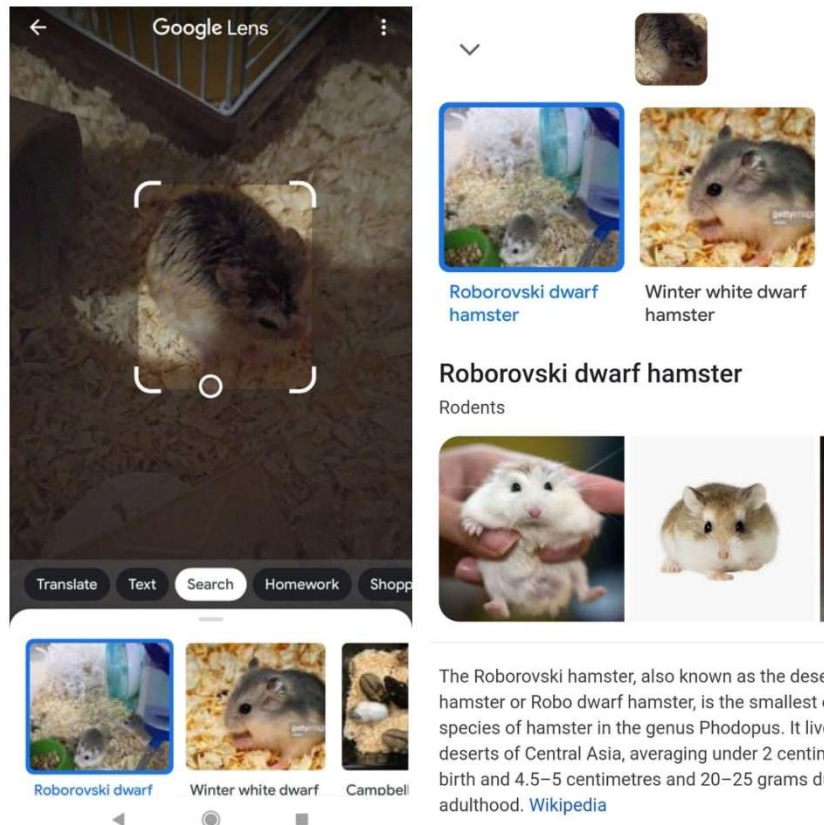 Google Lens
Translate
Text
Search
Homework
Shopp
Roborovski dwarf
Winter white dwarf
Campbel
gettyimag
Roborovski dwarf
hamster
Winter white dwarf
hamster
Roborovski dwarf hamster
Rodents
The Roborovski hamster, also known as the dese
hamster or Robo dwarf hamster, is the smallest
species of hamster in the genus Phodopus. It live
deserts of Central Asia, averaging under 2 centin
birth and 4.5–5 centimetres and 20–25 grams d
adulthood. Wikipedia